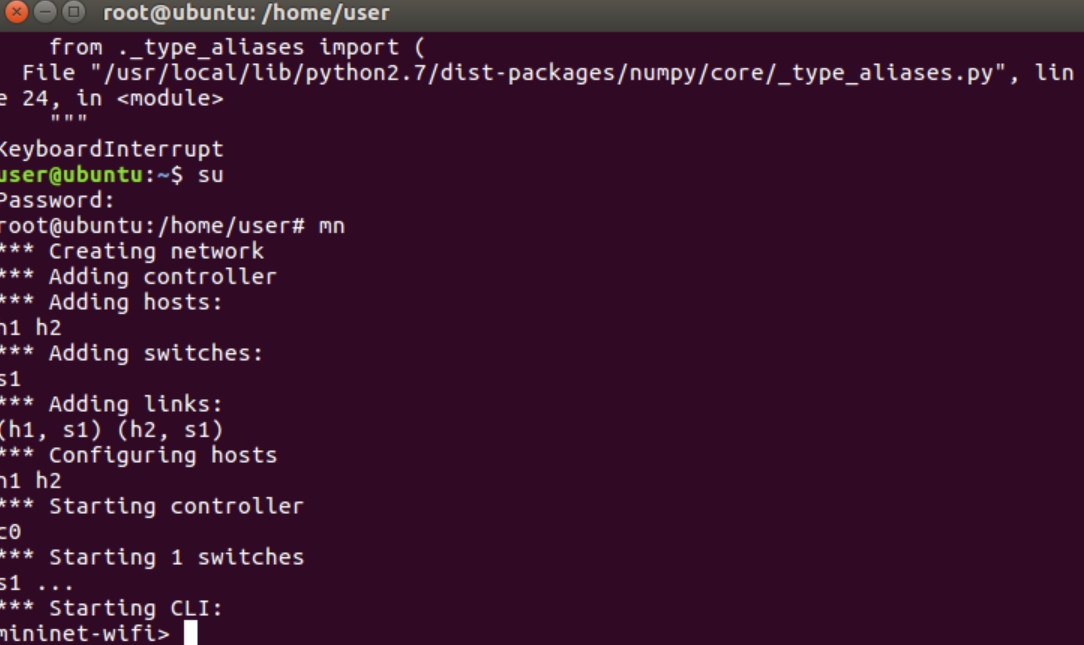 root@ubuntu: /home/user
from ._type_aliases import (
File "/usr/local/lib/python2.7/dist-packages/numpy/core/_type_aliases.py", lin
e 24, in <module>
"""
KeyboardInterrupt
user@ubuntu:~$ su
Password:
root@ubuntu:/home/user# mn
*** Creating network
*** Adding controller
*** Adding hosts:
h1 h2
*** Adding switches:
s1
*** Adding links:
(h1, s1) (h2, s1)
*** Configuring hosts
h1 h2
*** Starting controller
c0
*** Starting 1 switches
s1 ...
*** Starting CLI:
mininet-wifi>